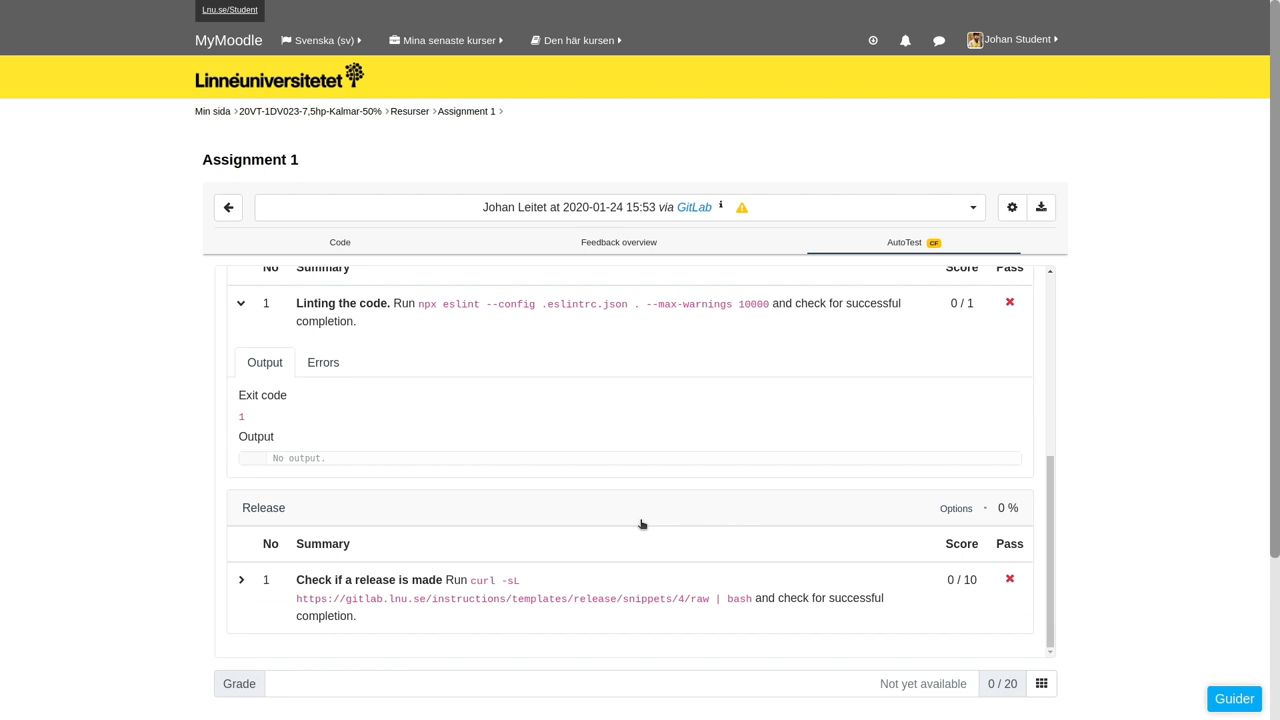 Lnu.se/Student
MyMoodle Svenska (sv) Mina senaste kurser Den här kursen Johan Student
Linnéuniversitetet
Min sida 20VT-1DV023-7,5hp-Kalmar-50% Resurser Assignment 1
Assignment 1
Johan Leitet at 2020-01-24 15:53 via GitLab
Code Feedback overview AutoTest CF
No Summary Score Pass
1 Linting the code. Run npx eslint --config .eslintrc.json . --max-warnings 10000 and check for successful 0 / 1
completion.
Output Errors
Exit code
1
Output
No output.
Release Options 0 %
No Summary Score Pass
1 Check if a release is made Run curl -sL 0 / 10
https://gitlab.lnu.se/instructions/templates/release/snippets/4/raw | bash and check for successful
completion.
Grade Not yet available 0 / 20
Guider